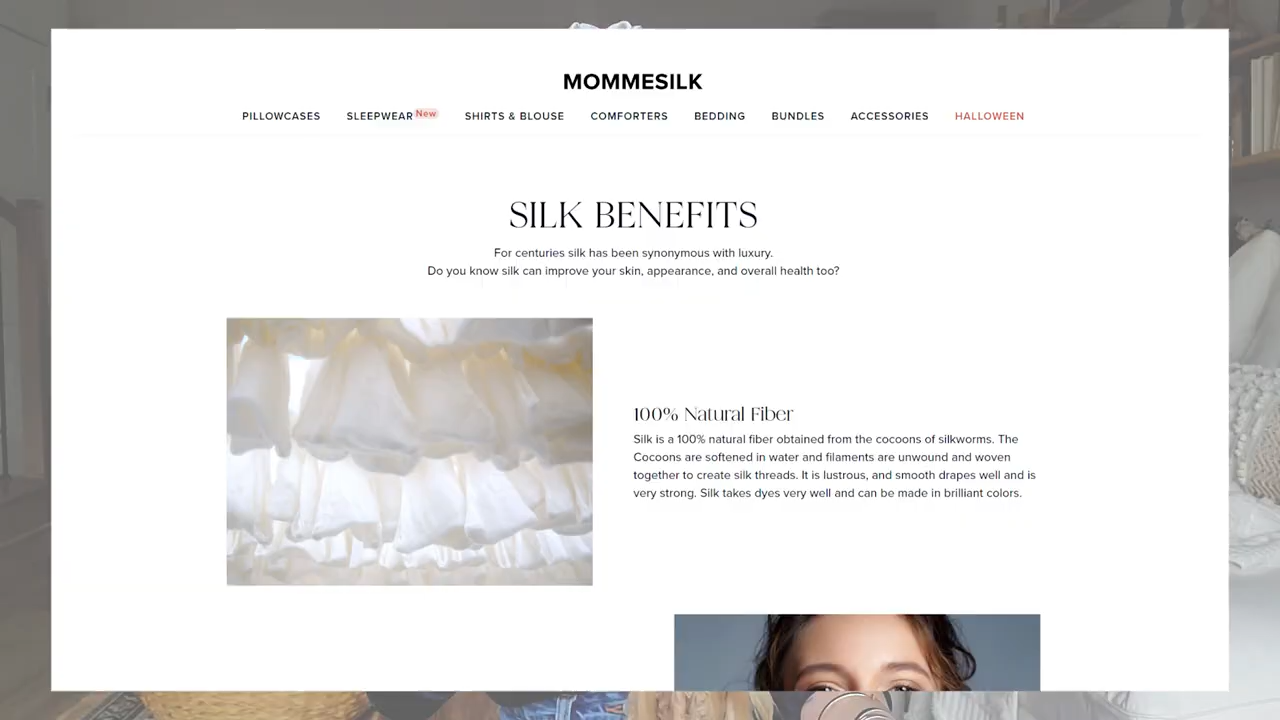 MOMMESILK
PILLOWCASES SLEEPWEAR New SHIRTS & BLOUSE COMFORTERS BEDDING BUNDLES ACCESSORIES HALLOWEEN
SILK BENEFITS
For centuries silk has been synonymous with luxury.
Do you know silk can improve your skin, appearance, and overall health too?
100% Natural Fiber
Silk is a 100% natural fiber obtained from the cocoons of silkworms. The
Cocoons are softened in water and filaments are unwound and woven
together to create silk threads. It is lustrous, and smooth drapes well and is
very strong. Silk takes dyes very well and can be made in brilliant colors.